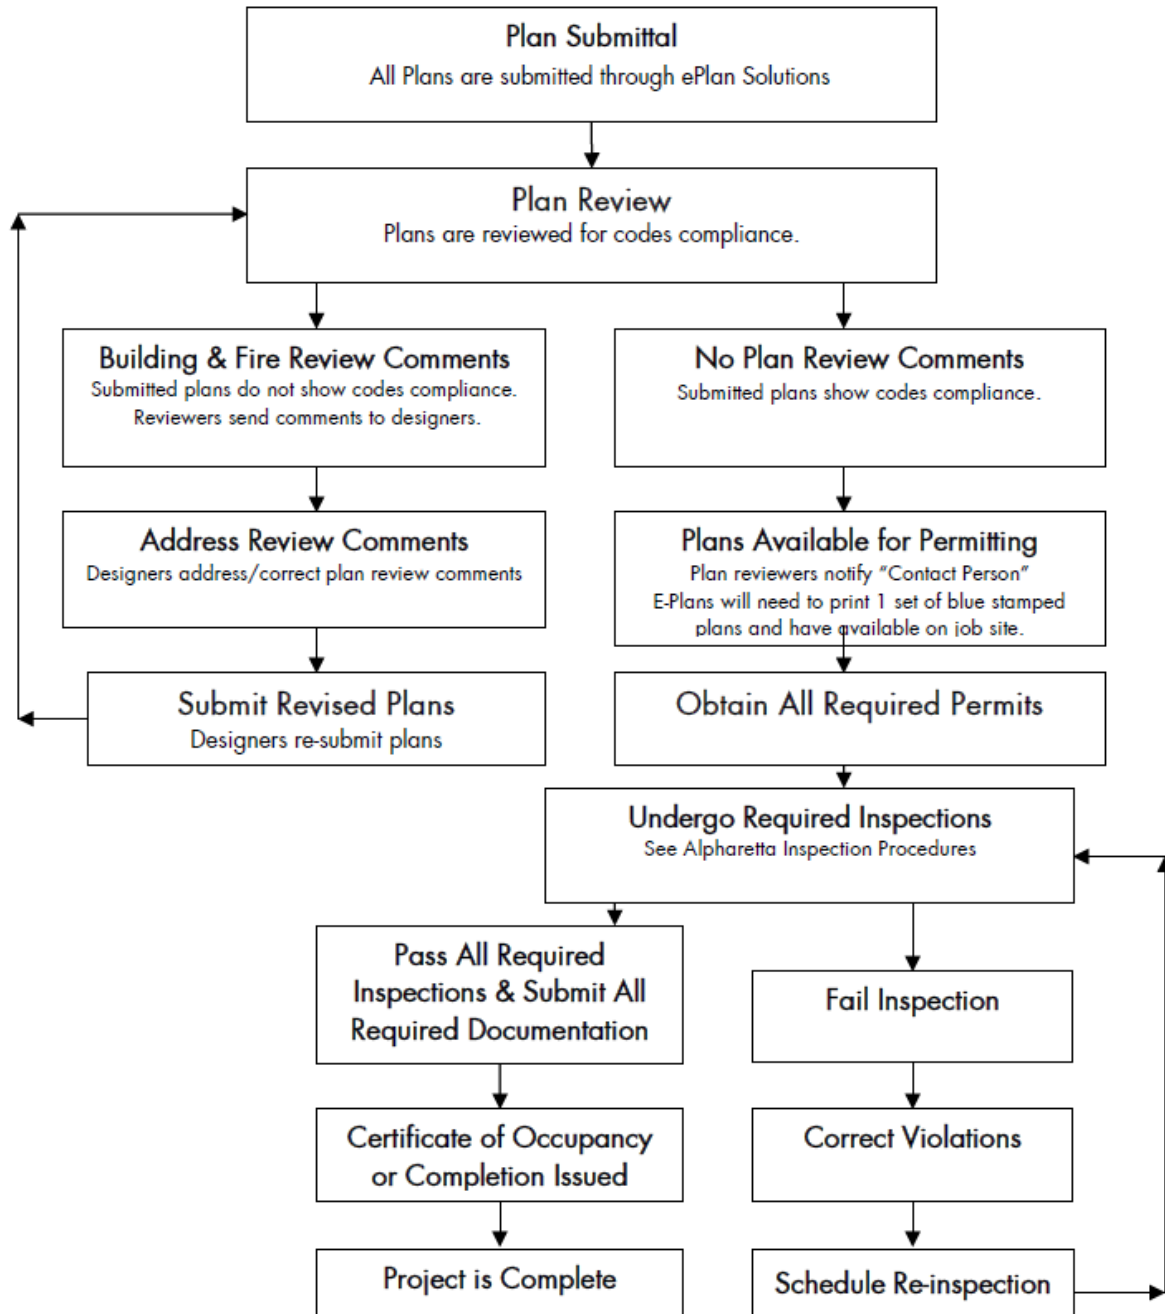 Plan Submittal
All Plans are submitted through ePlan Solutions
Plan Review
Plans are reviewed for codes compliance.
Building & Fire Review Comments
Submitted plans do not show codes compliance.
Reviewers send comments to designers.
No Plan Review Comments
Submitted plans show codes compliance.
Address Review Comments
Designers address/correct plan review comments
Plans Available for Permitting
Plan reviewers notify “Contact Person”
E-Plans will need to print 1 set of blue stamped
plans and have available on job site.
Submit Revised Plans
Designers re-submit plans
Obtain All Required Permits
Undergo Required Inspections
See Alpharetta Inspection Procedures
Pass All Required
Inspections & Submit All
Required Documentation
Fail Inspection
Certificate of Occupancy
or Completion Issued
Correct Violations
Project is Complete
Schedule Re-inspection